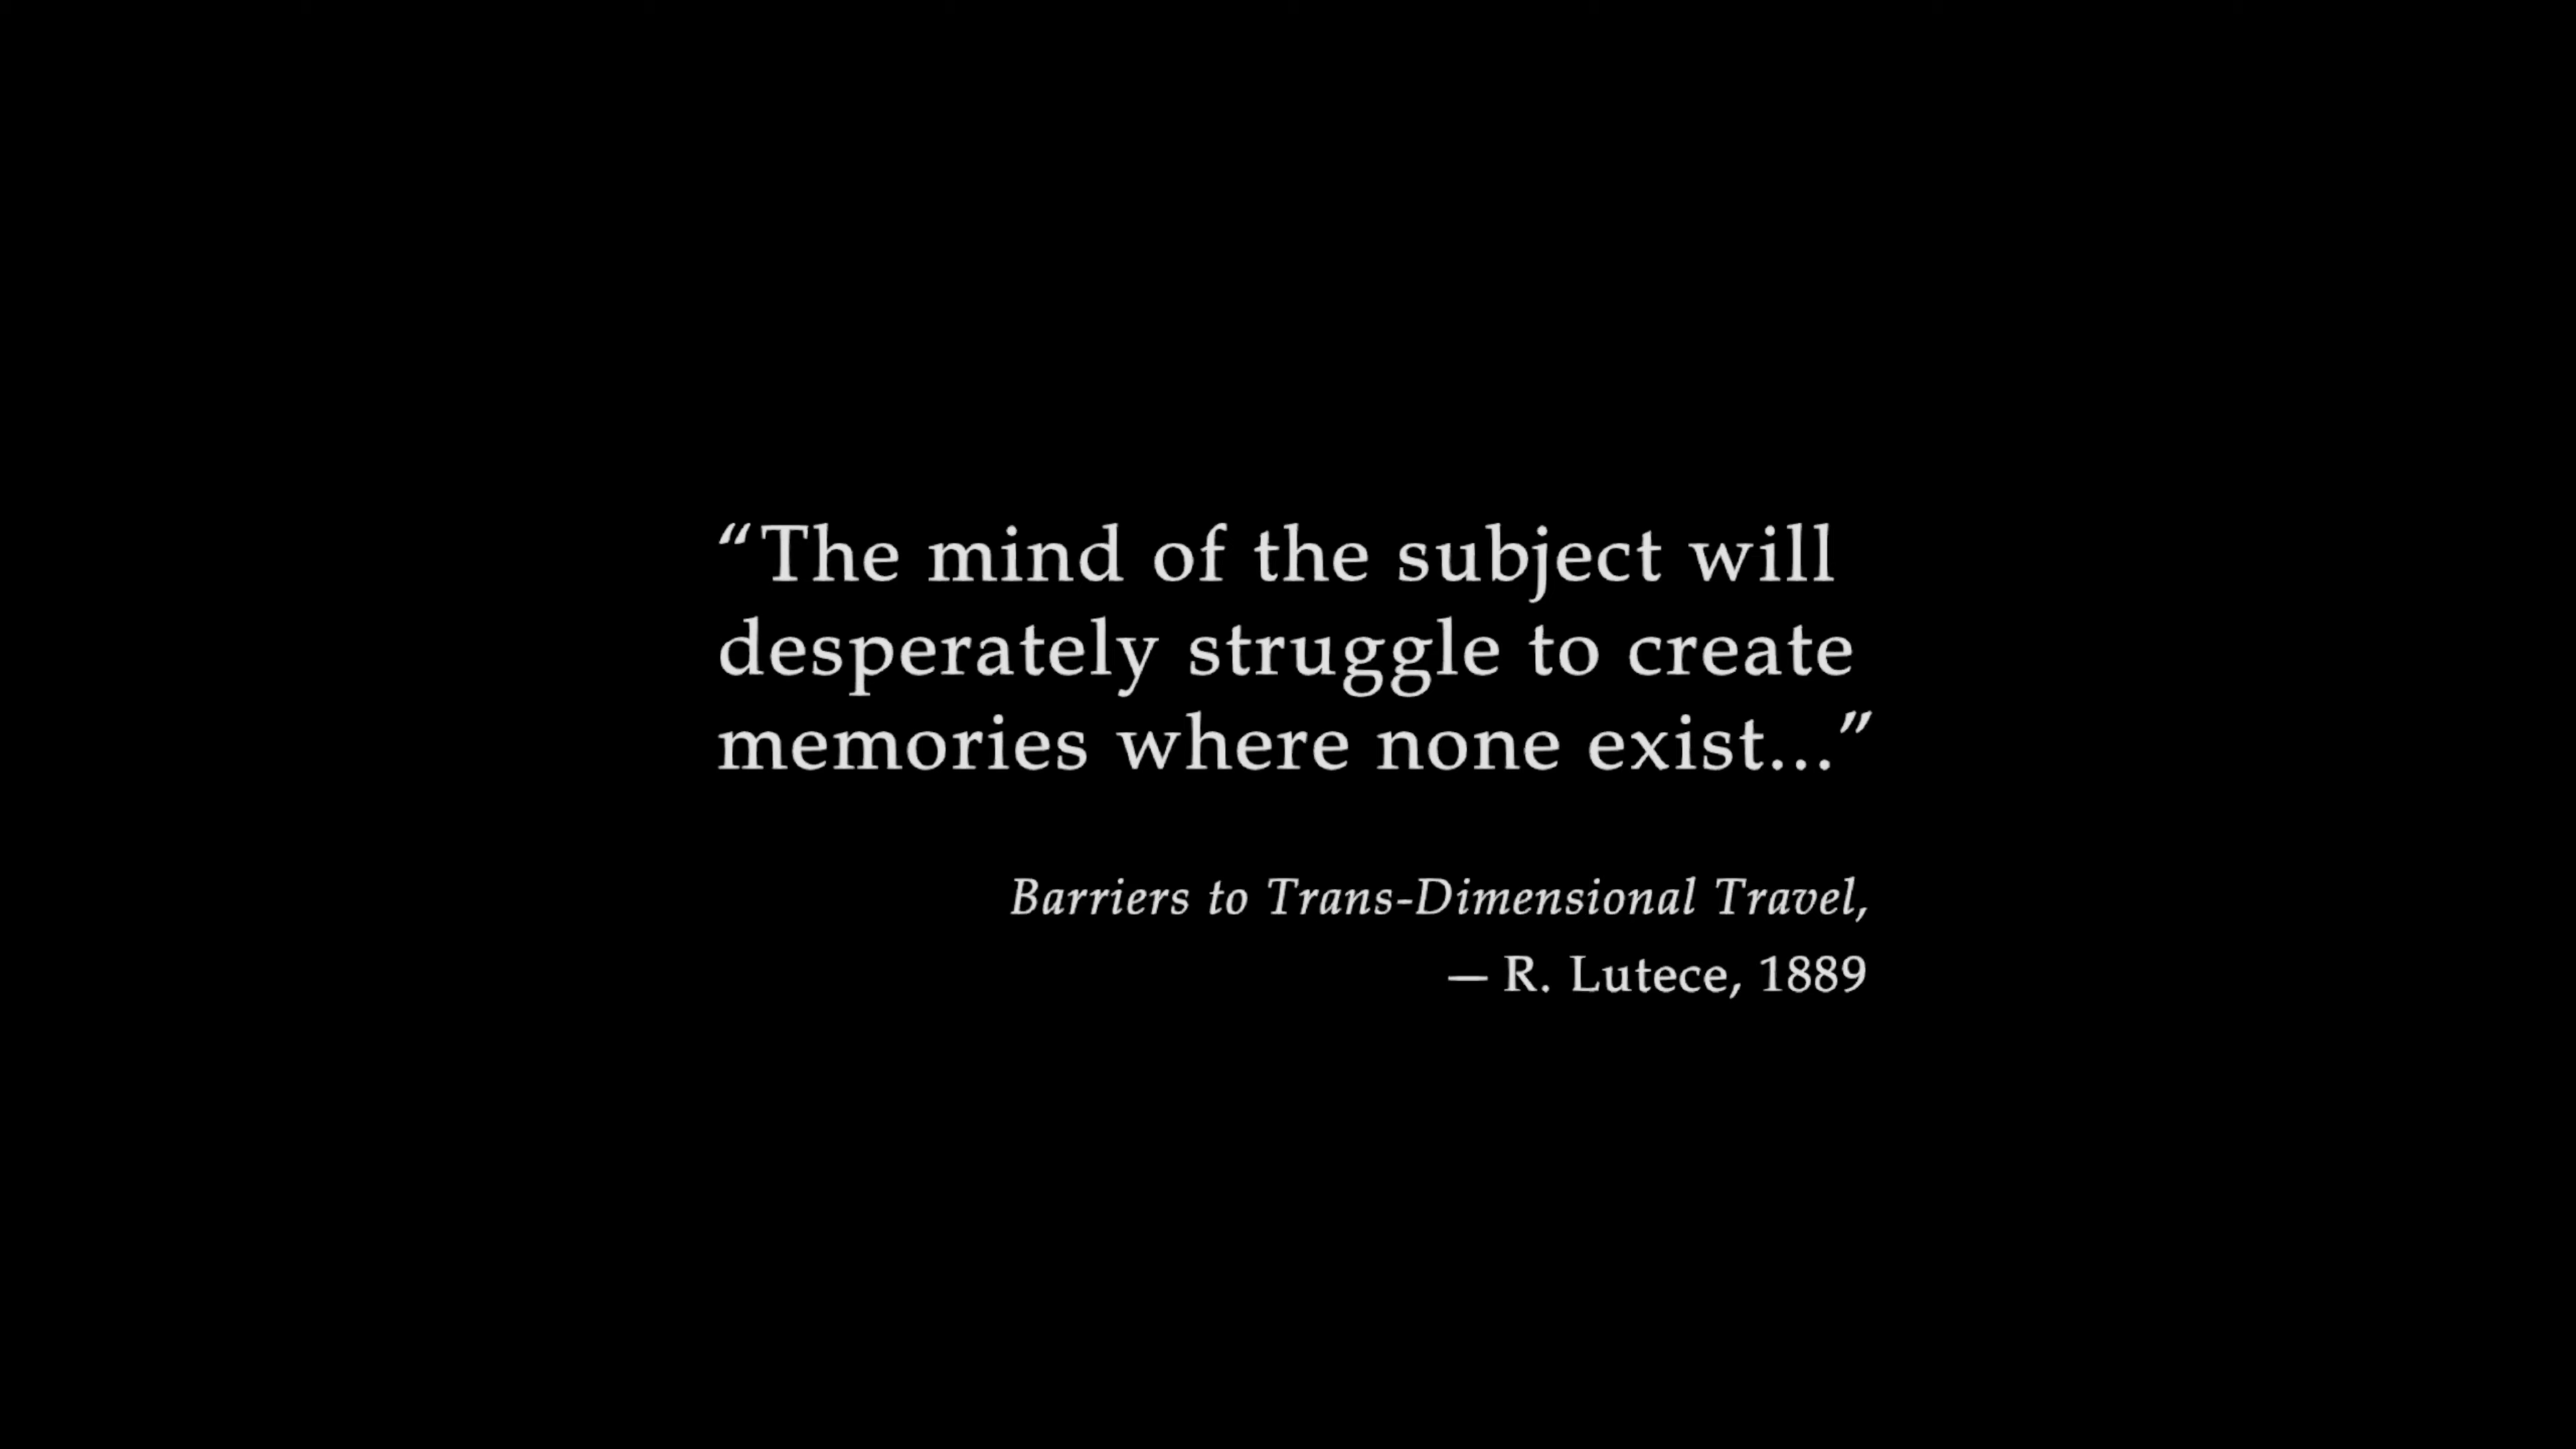 “The mind of the subject will
desperately struggle to create
memories where none exist...”
Barriers to Trans-Dimensional Travel,
— R. Lutece, 1889